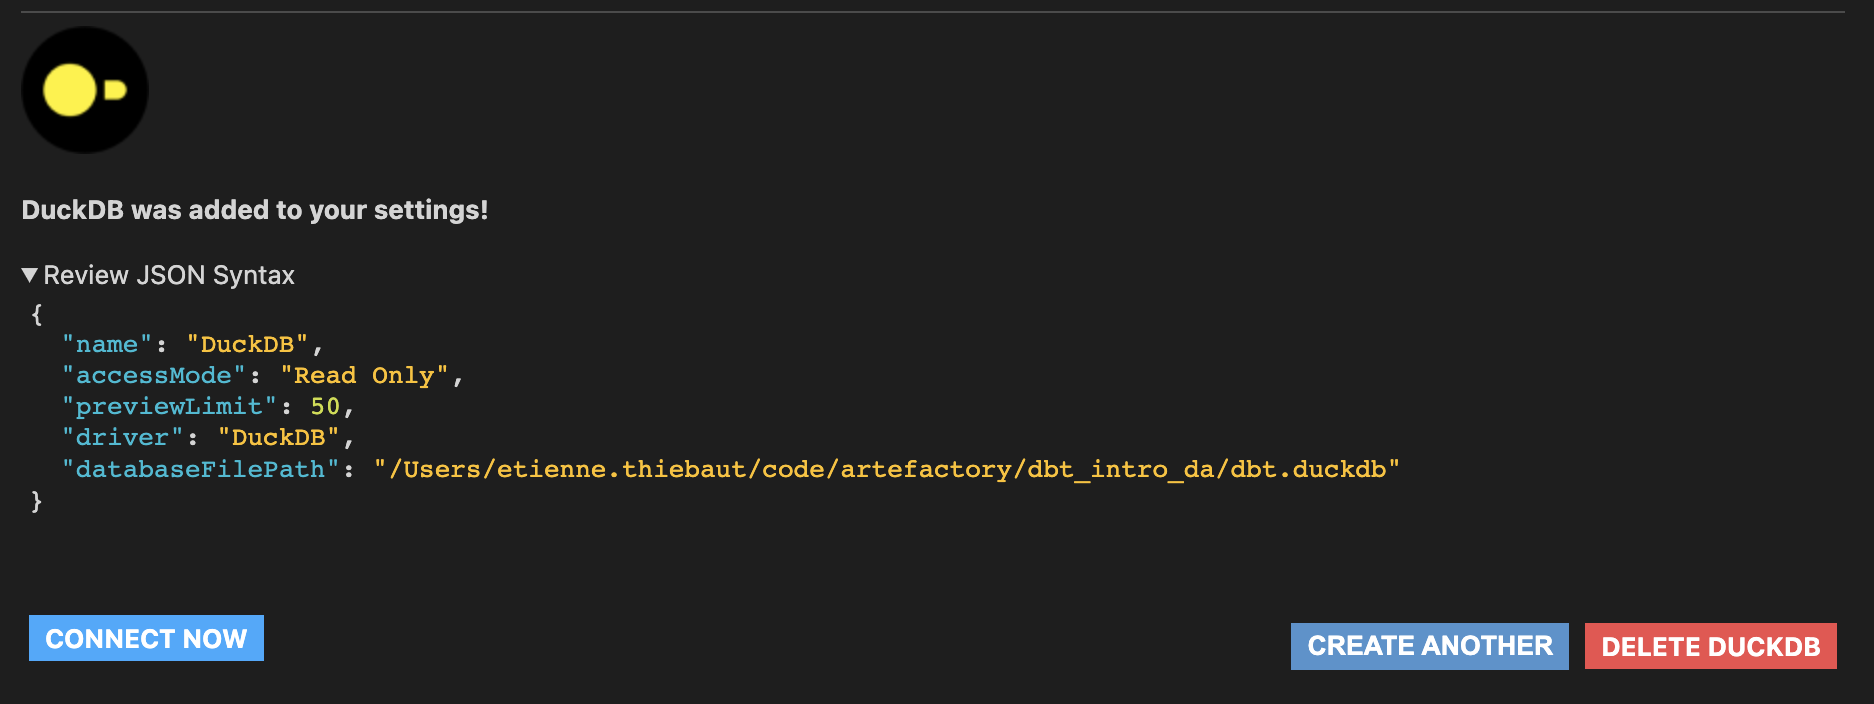 DuckDB was added to your settings!
▼ Review JSON Syntax
{
  "name": "DuckDB",
  "accessMode": "Read Only",
  "previewLimit": 50,
  "driver": "DuckDB",
  "databaseFilePath": "/Users/etienne.thiebaut/code/artefactory/dbt_intro_da/dbt.duckdb"
}
CONNECT NOW
CREATE ANOTHER
DELETE DUCKDB